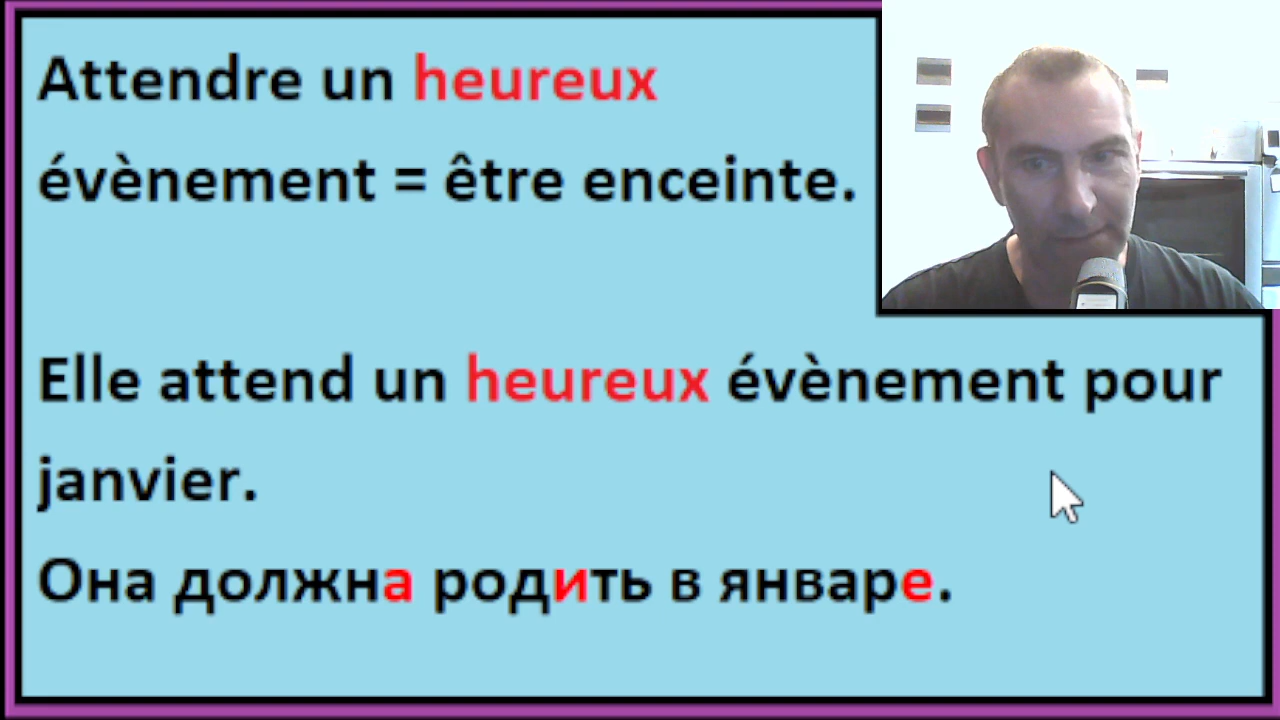 Attendre un heureux
évènement = être enceinte.
Elle attend un heureux évènement pour
janvier.
Она должна родить в январе.